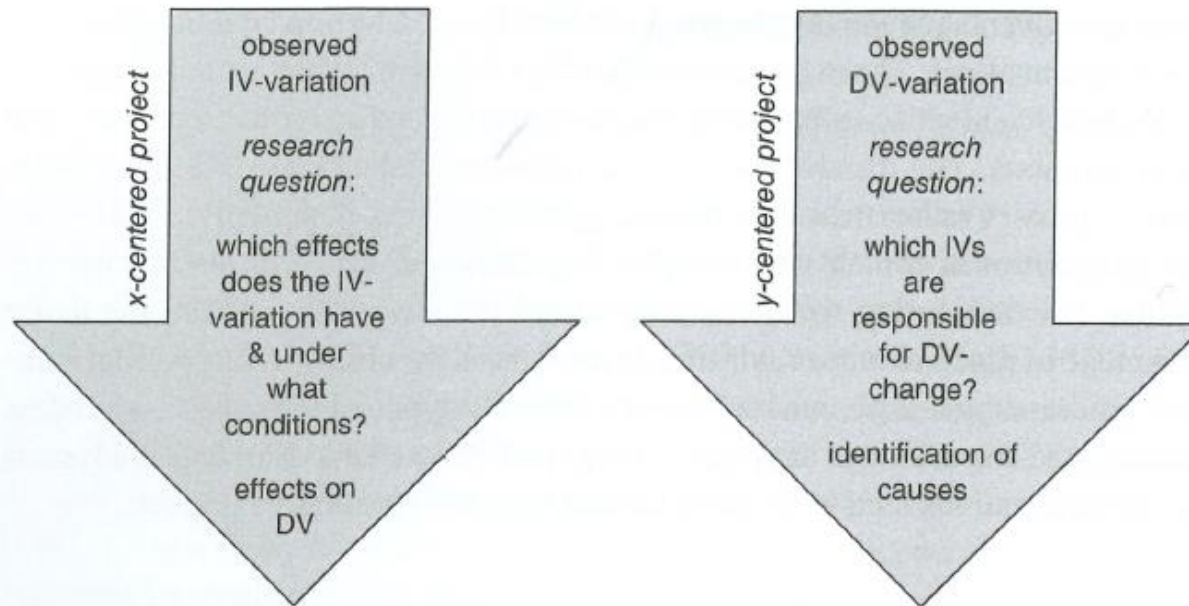 x-centered project
observed
IV-variation
research
question:
which effects
does the IV-
variation have
& under
what
conditions?
effects on
DV
y-centered project
observed
DV-variation
research
question:
which IVs
are
responsible
for DV-
change?
identification of
causes